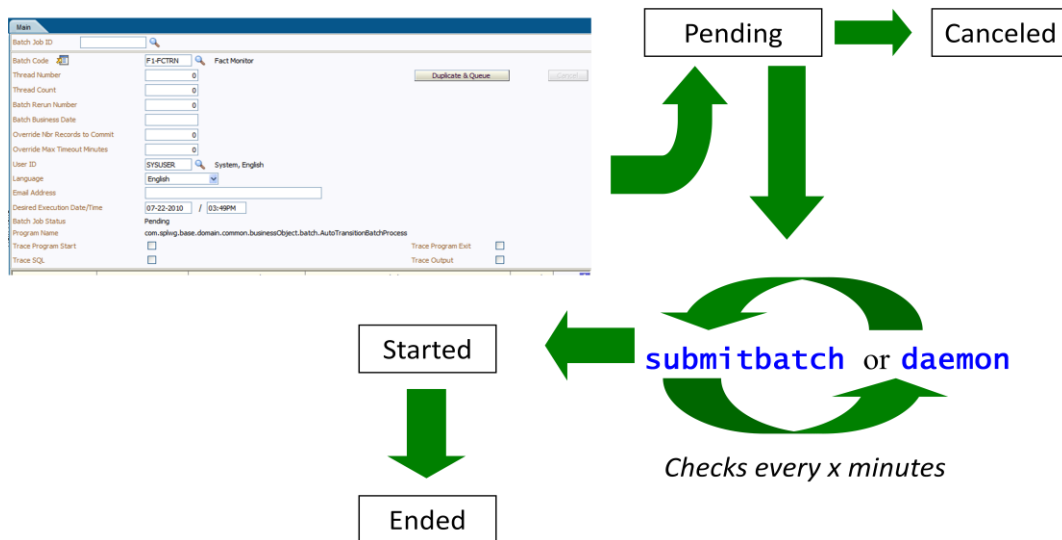 Main
Batch Job ID
Batch Code F1-FCTRN Fact Monitor
Thread Number 0 Duplicate & Queue Cancel
Thread Count 0
Batch Rerun Number 0
Batch Business Date
Override Nbr Records to Commit 0
Override Max Timeout Minutes 0
User ID SYSUSER System, English
Language English
Email Address
Desired Execution Date/Time 07-22-2010 / 03:49PM
Batch Job Status Pending
Program Name com.splwg.base.domain.common.businessObject.batch.AutoTransitionBatchProcess
Trace Program Start Trace Program Exit
Trace SQL Trace Output
Pending
Canceled
submitbatch or daemon
Checks every x minutes
Started
Ended